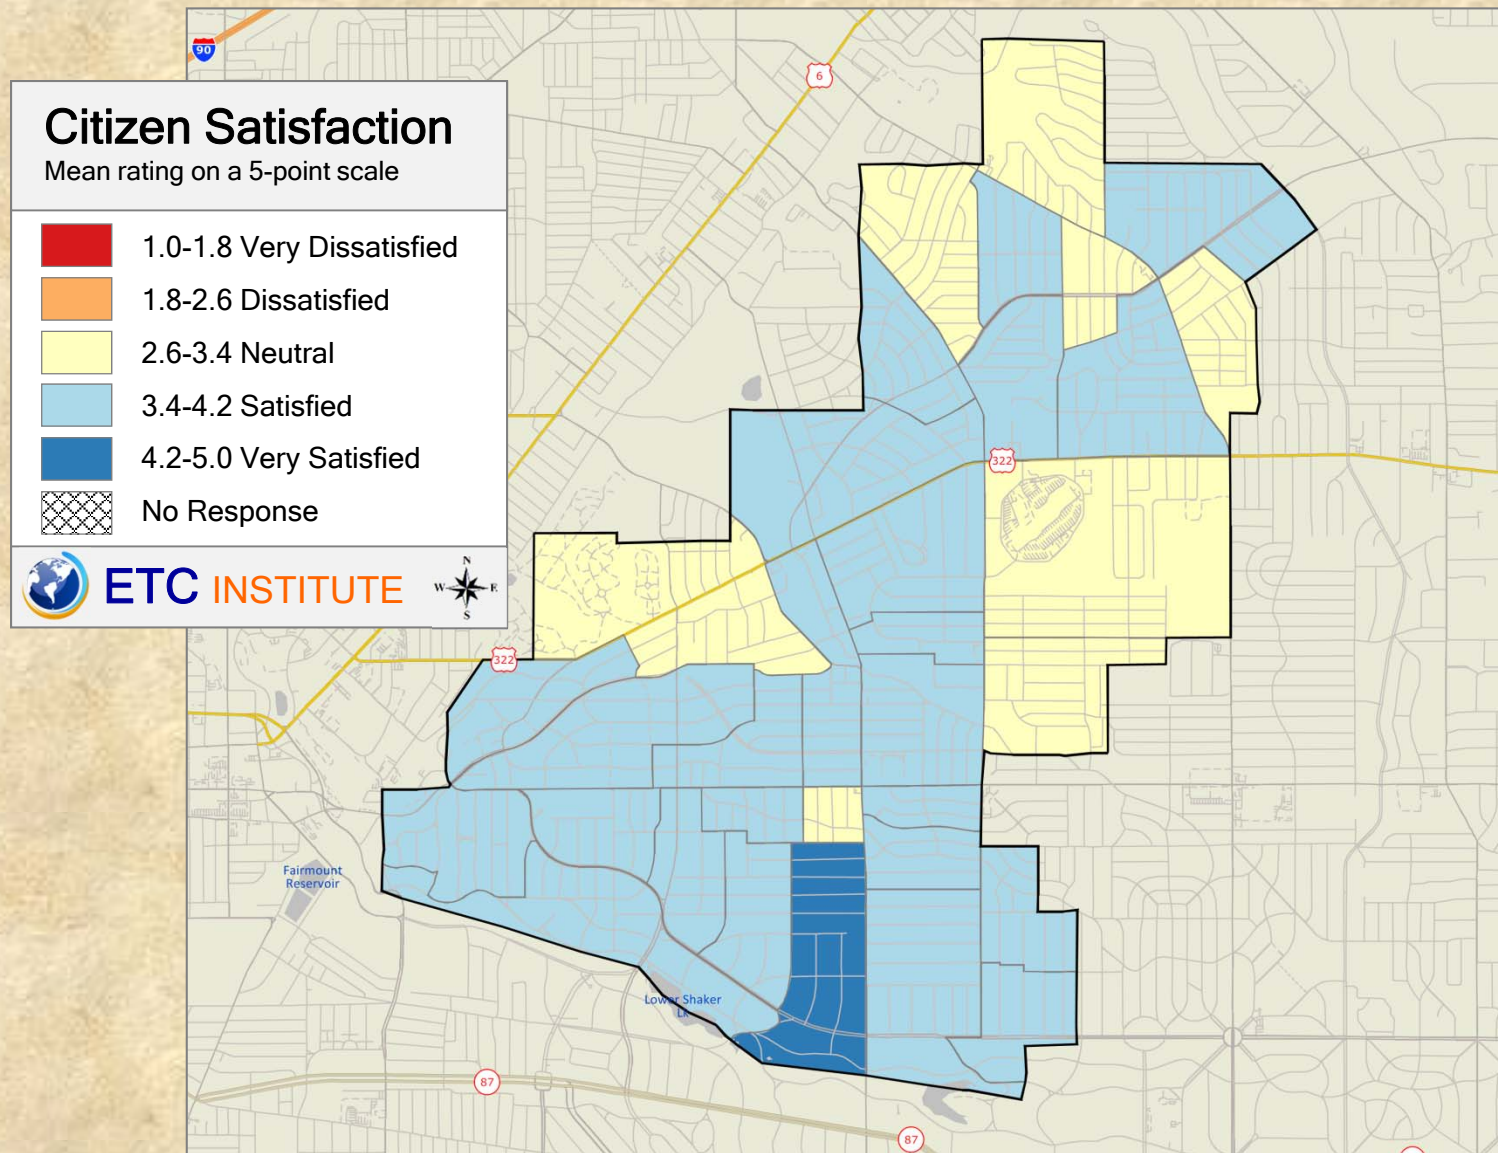 90
6
Citizen Satisfaction
Mean rating on a 5-point scale
1.0-1.8 Very Dissatisfied
1.8-2.6 Dissatisfied
2.6-3.4 Neutral
3.4-4.2 Satisfied
4.2-5.0 Very Satisfied
No Response
ETC INSTITUTE
N
W
E
S
322
322
Fairmount
Reservoir
Lower Shaker
Lk
87
87